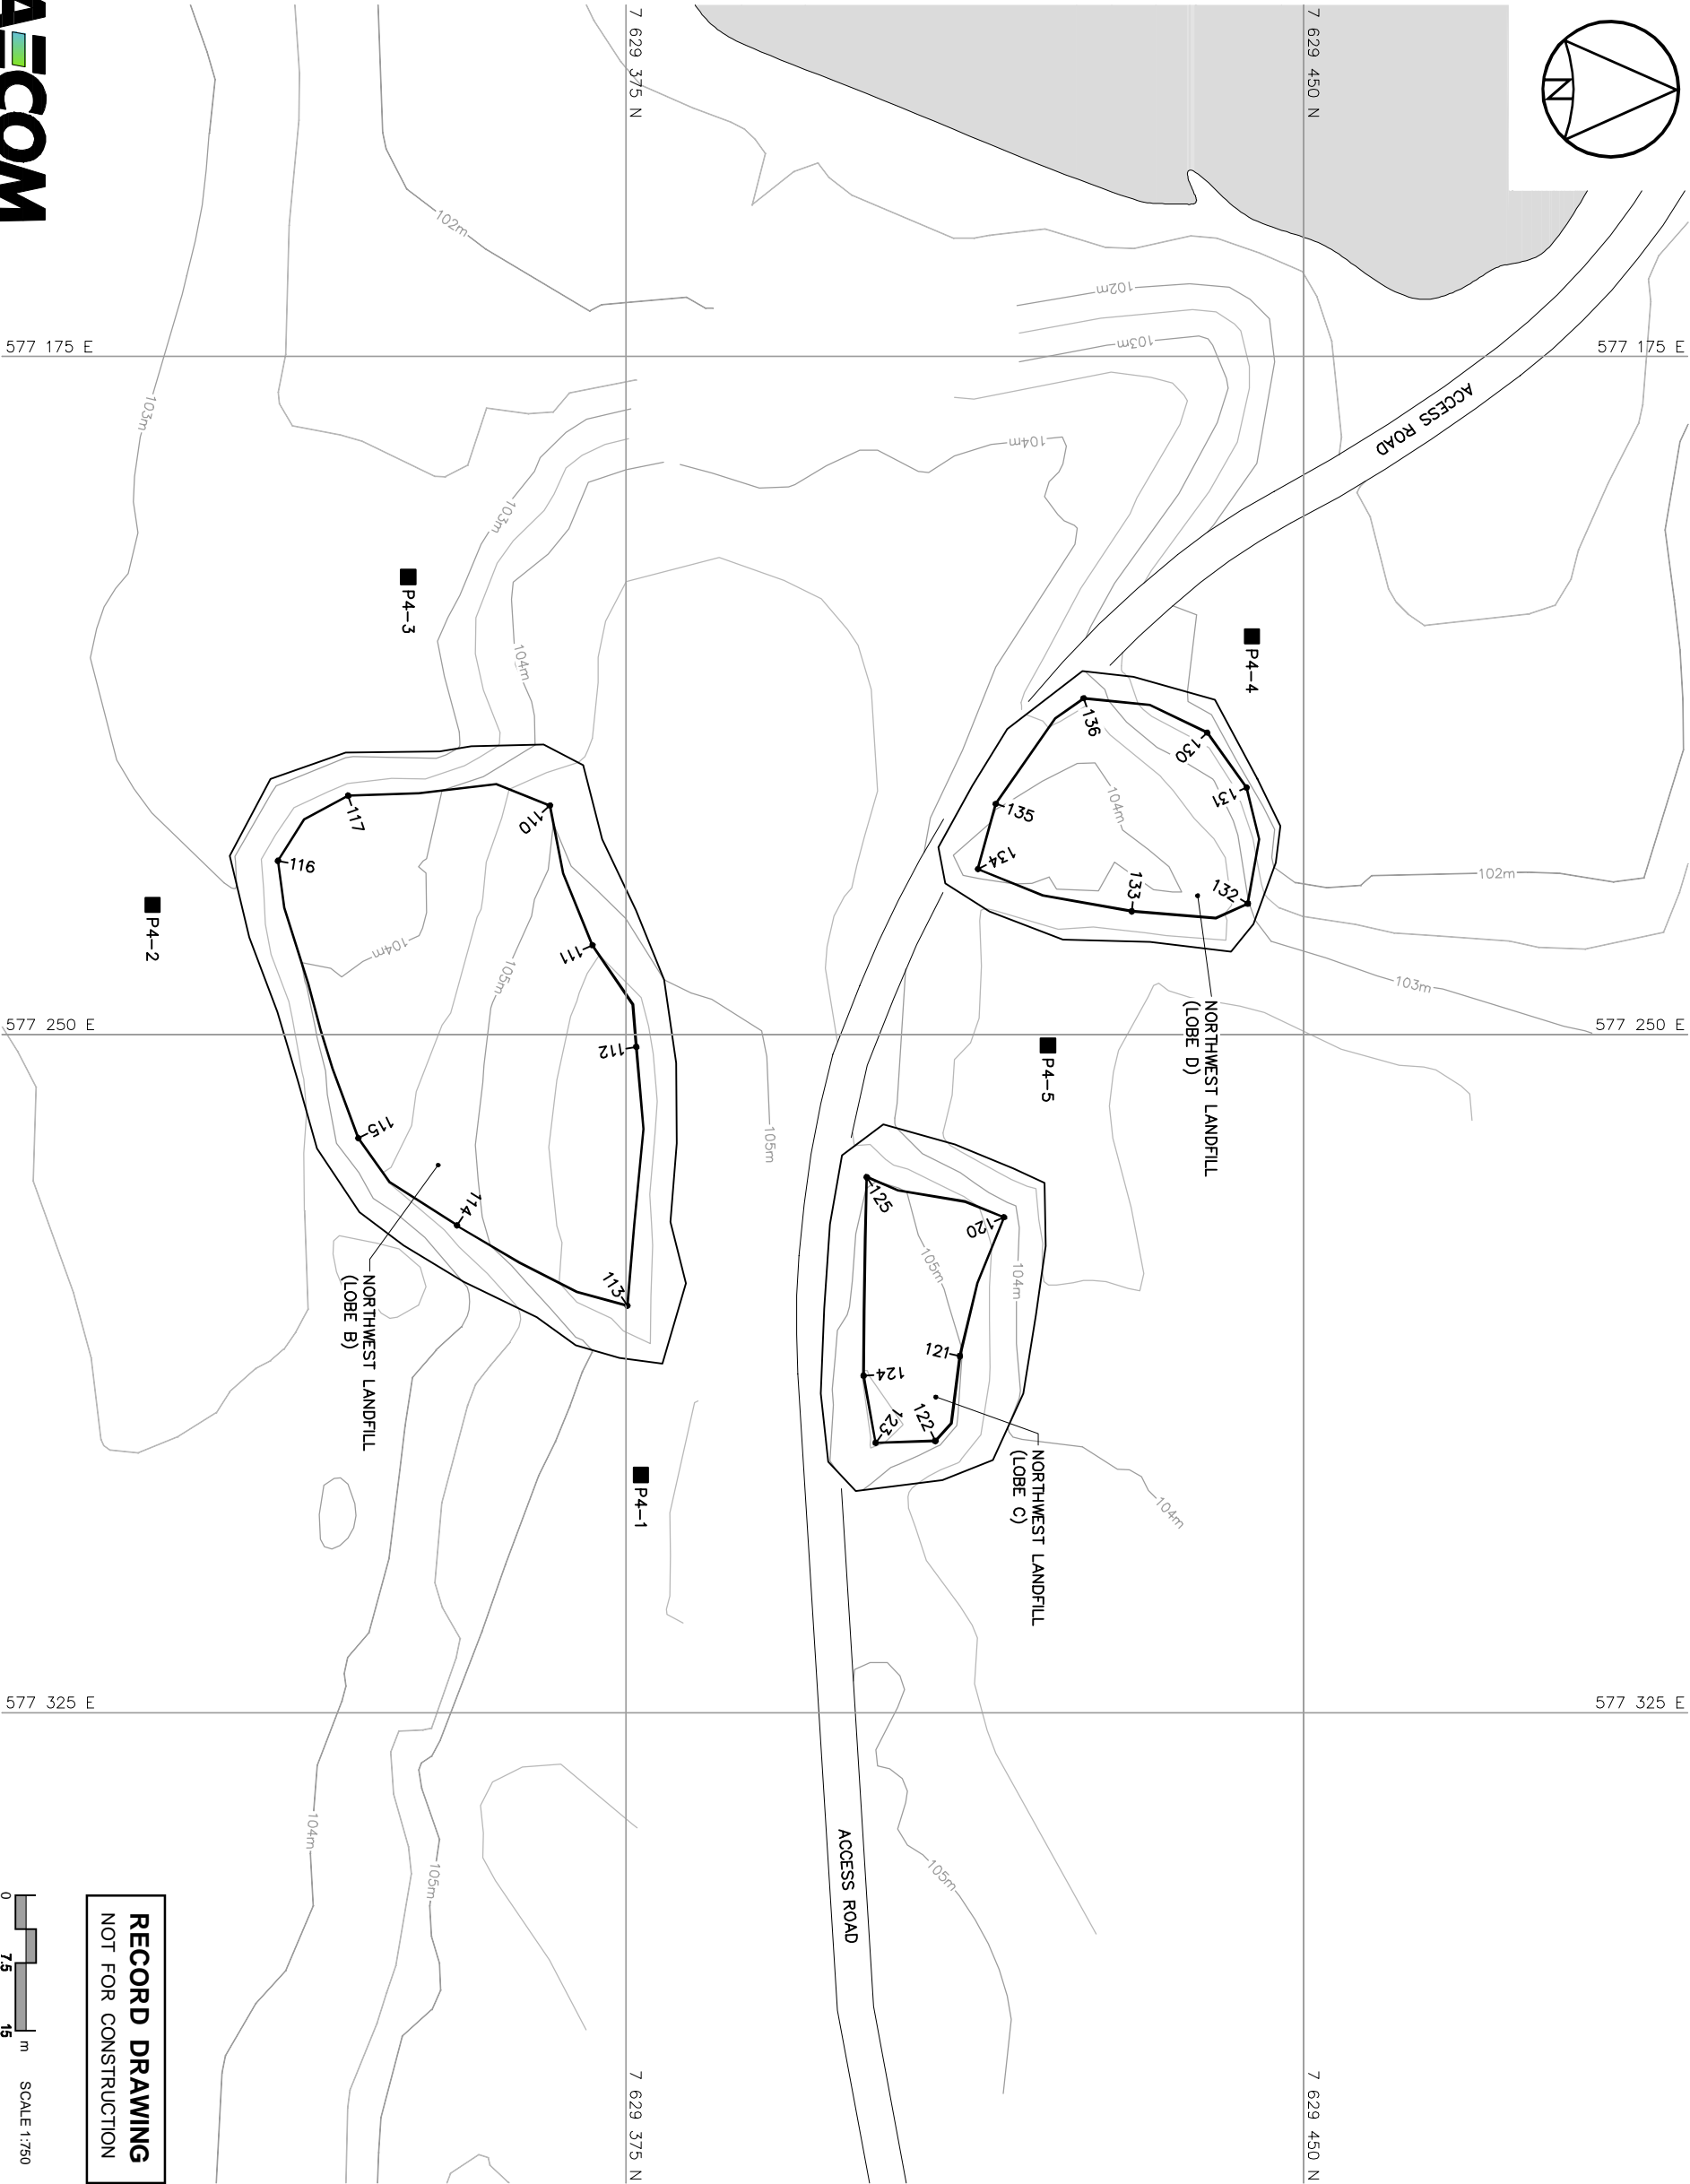 7 629 450 N
7 629 375 N
577 175 E
577 175 E
577 250 E
577 250 E
577 325 E
577 325 E
7 629 450 N
7 629 375 N
N
AECOM
102m
102m
103m
103m
103m
104m
104m
104m
104m
102m
103m
105m
104m
105m
105m
104m
104m
105m
104m
105m
ACCESS ROAD
ACCESS ROAD
P4-1
P4-2
P4-3
P4-4
P4-5
NORTHWEST LANDFILL
(LOBE D)
130
131
132
133
134
135
136
NORTHWEST LANDFILL
(LOBE C)
120
121
122
123
124
125
NORTHWEST LANDFILL
(LOBE B)
110
111
112
113
114
115
116
117
RECORD DRAWING
NOT FOR CONSTRUCTION
0 7.5 15 m
SCALE 1:750